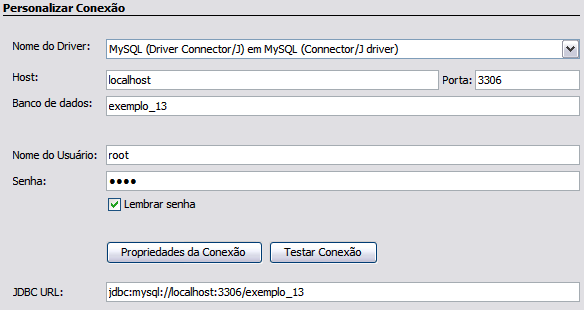 Personalizar Conexão
Nome do Driver: MySQL (Driver Connector/J) em MySQL (Connector/J driver)
Host: localhost Porta: 3306
Banco de dados: exemplo_13
Nome do Usuário: root
Senha: ●●●●
Lembrar senha
Propriedades da Conexão Testar Conexão
JDBC URL: jdbc:mysql://localhost:3306/exemplo_13